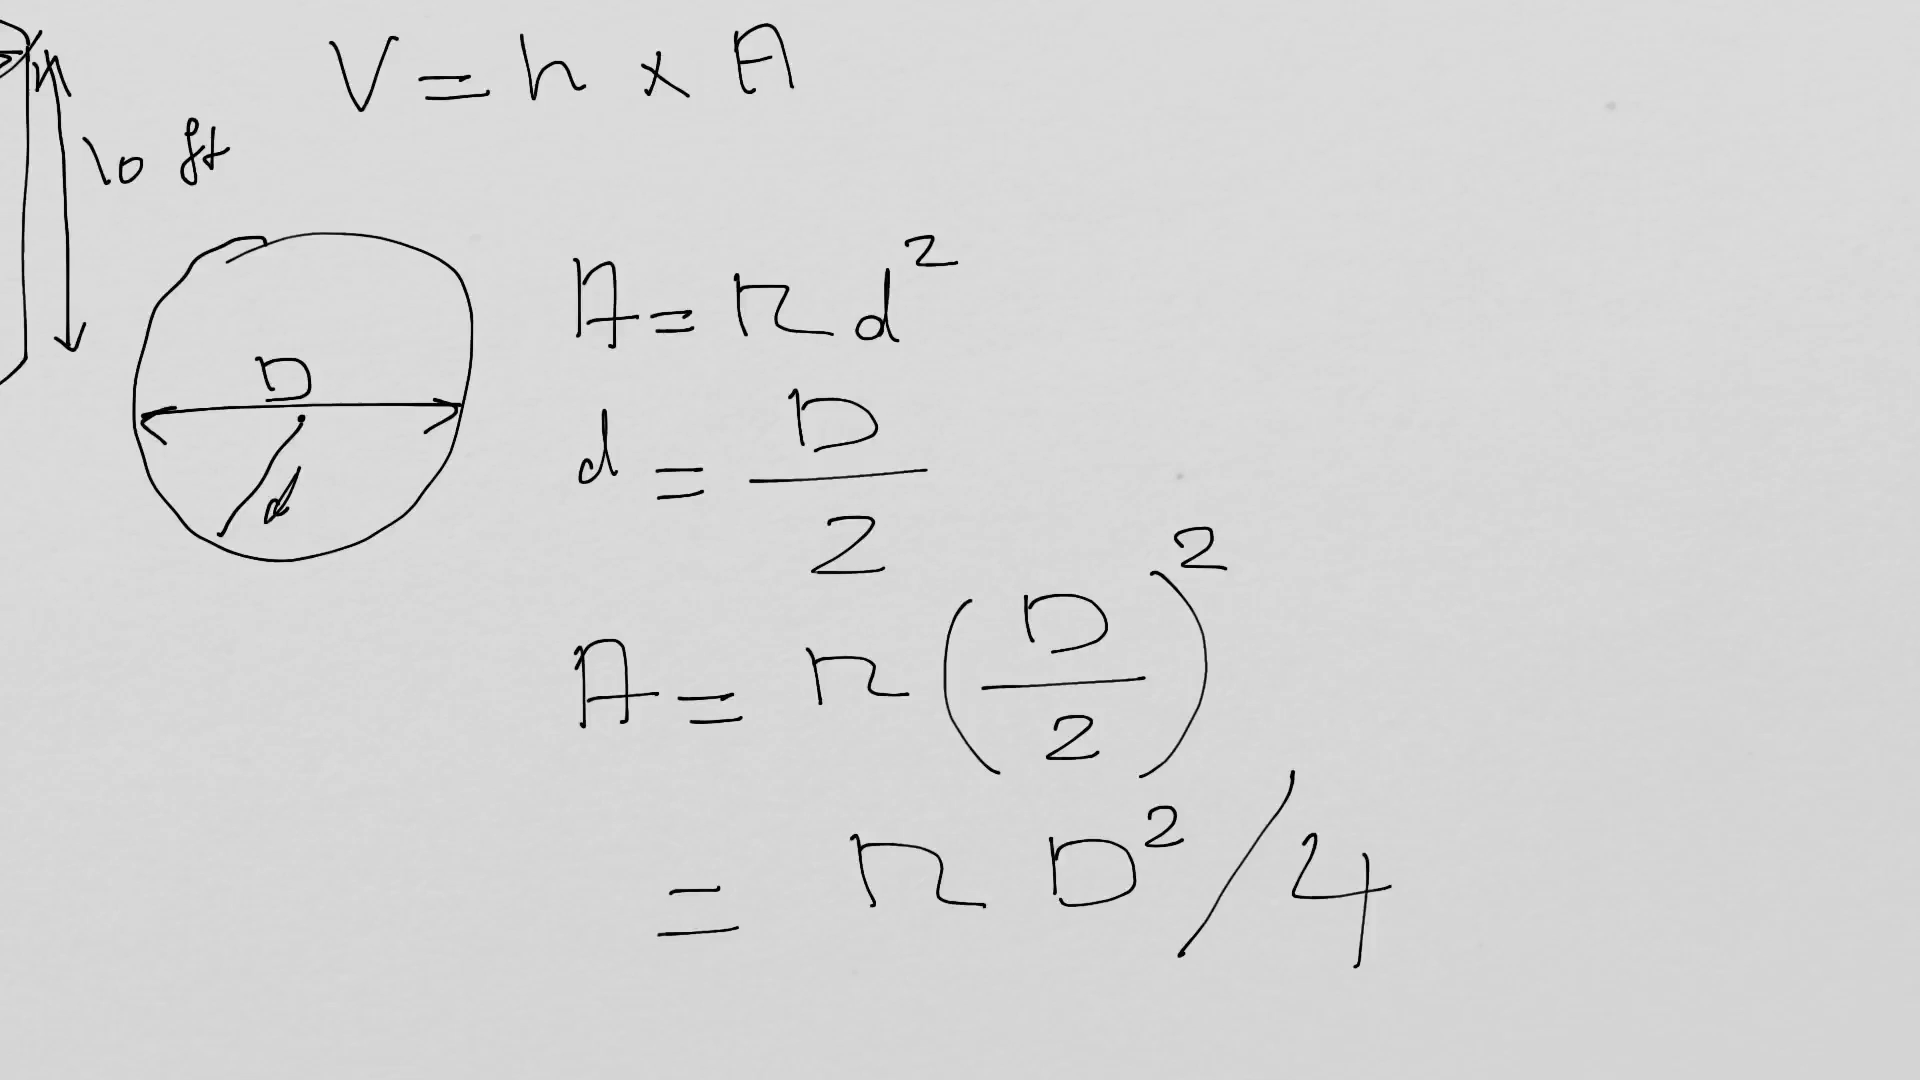 V = h x A
10 ft
A = π d²
D
d = D/2
d
A = π (D/2)²
= π D²/4